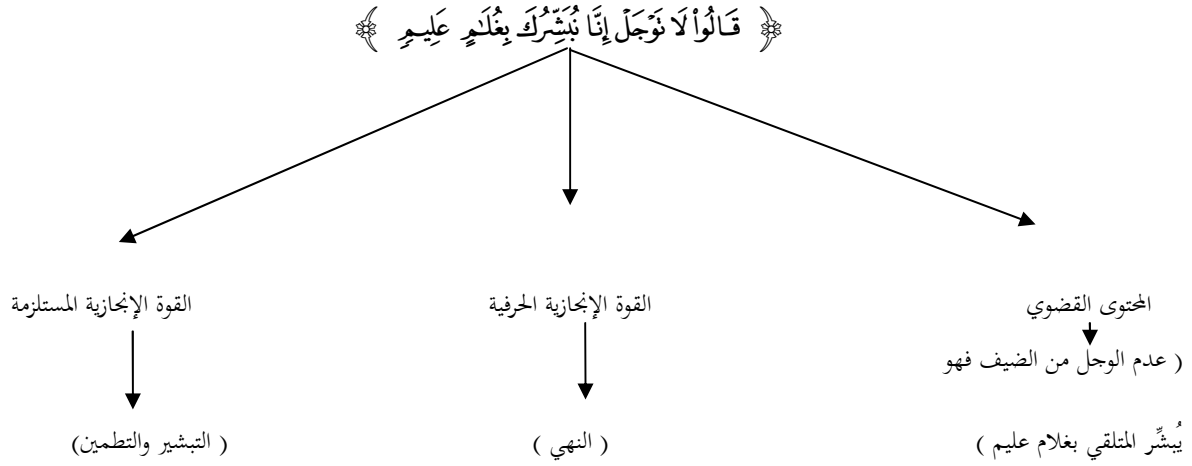 ﴿ قَالُوا۟ لَا تَوْجَلْ إِنَّا نُبَشِّرُكَ بِغُلَـٰمٍ عَلِيمٍ ﴾
المحتوى القضوي
القوة الإنجازية الحرفية
القوة الإنجازية المستلزمة
( عدم الوجل من الضيف فهو
يُبشِّر المتلقي بغلام عليم )
( النهي )
( التبشير والتطمين)